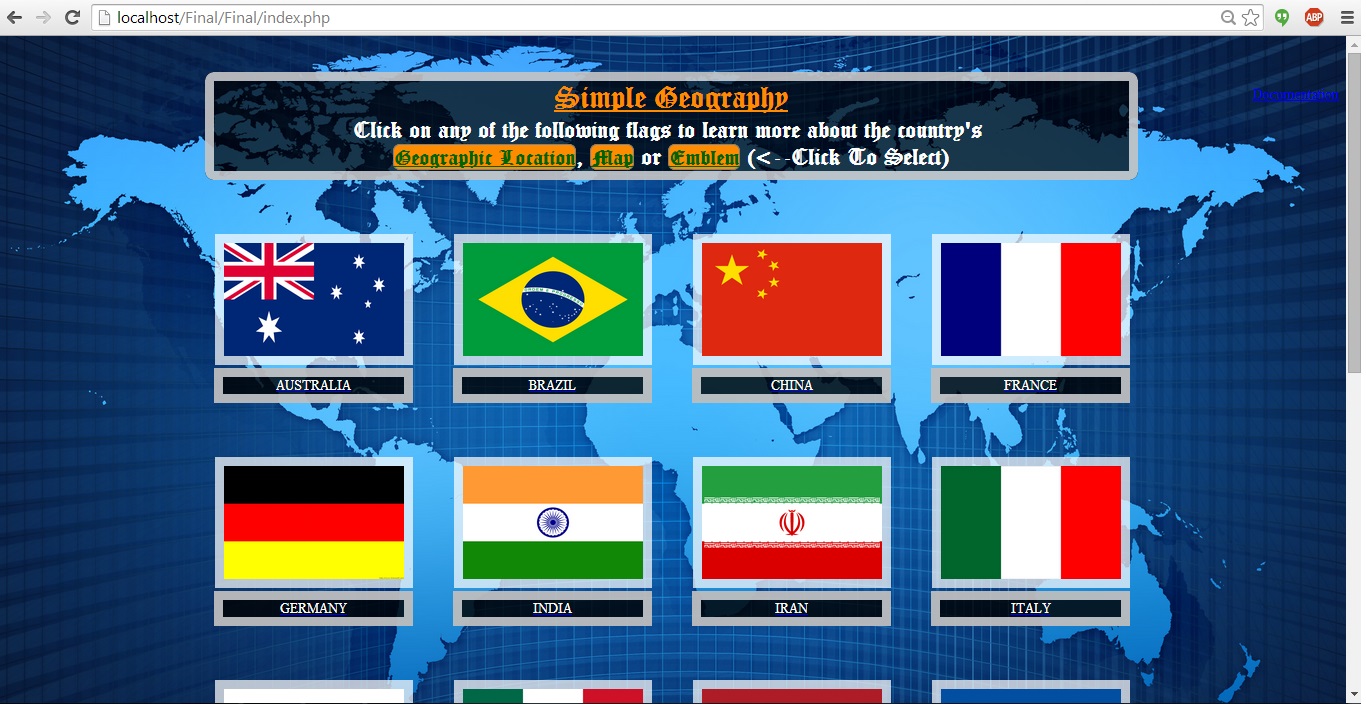 localhost/Final/Final/index.php
ABP
Simple Geography
Documentation
Click on any of the following flags to learn more about the country's
Geographic Location, Map or Emblem (<--Click To Select)
AUSTRALIA
BRAZIL
CHINA
FRANCE
GERMANY
INDIA
IRAN
ITALY